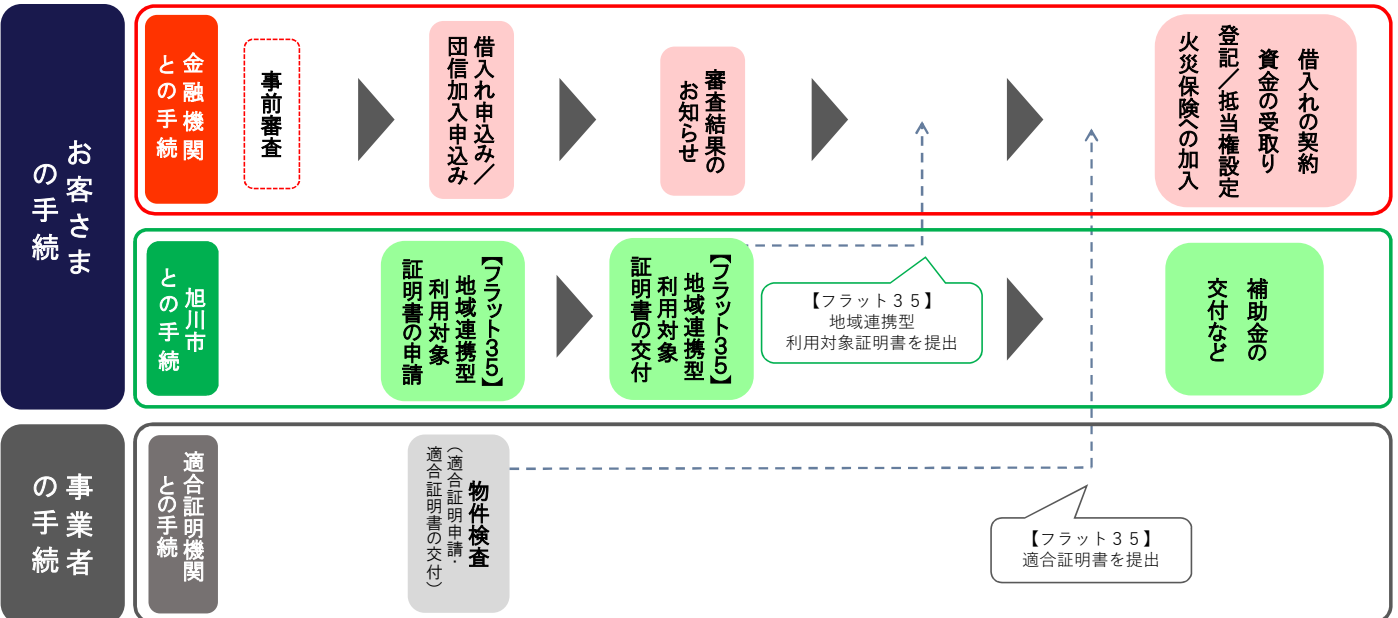 お客さま
の手続
金融機関
との手続
事前審査
借入れ申込み／
団信加入申込み
審査結果の
お知らせ
借入れの契約
資金の受取り
登記／抵当権設定
火災保険への加入
旭川市
との手続
【フラット35】
地域連携型
利用対象
証明書の申請
【フラット35】
地域連携型
利用対象
証明書の交付
【フラット３５】
地域連携型
利用対象証明書を提出
補助金の
交付など
事業者
の手続
適合証明機関
との手続
物件検査
（適合証明申請・
適合証明書の交付）
【フラット３５】
適合証明書を提出